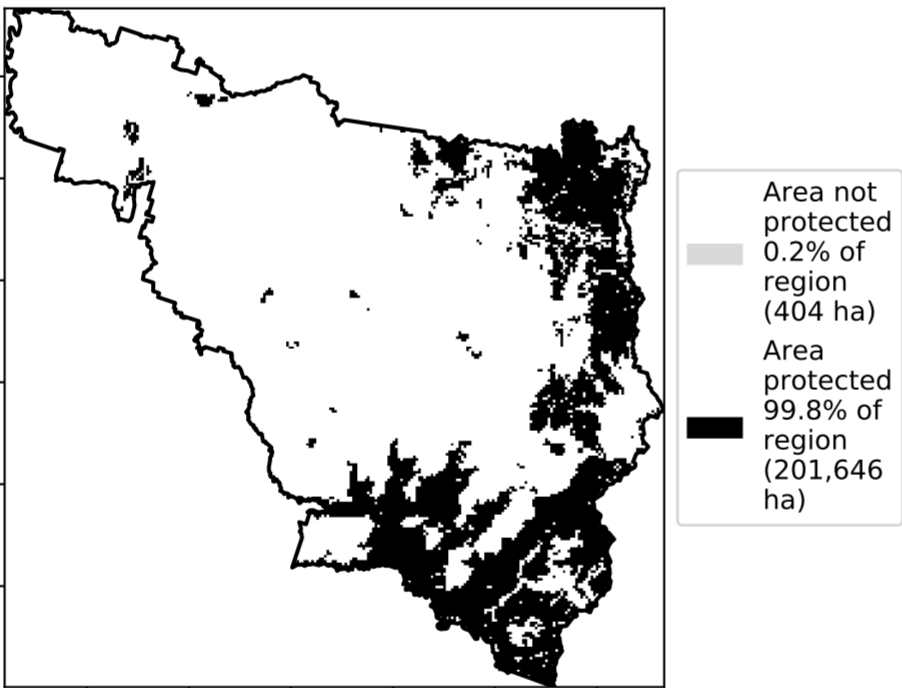 Area not
protected
0.2% of
region
(404 ha)
Area
protected
99.8% of
region
(201,646
ha)